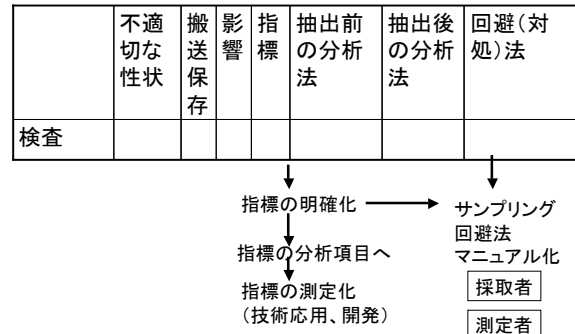 不適切な性状
搬送保存
影響
指標
抽出前の分析法
抽出後の分析法
回避(対処)法
検査
指標の明確化
サンプリング
回避法
マニュアル化
指標の分析項目へ
指標の測定化
(技術応用、開発)
採取者
測定者